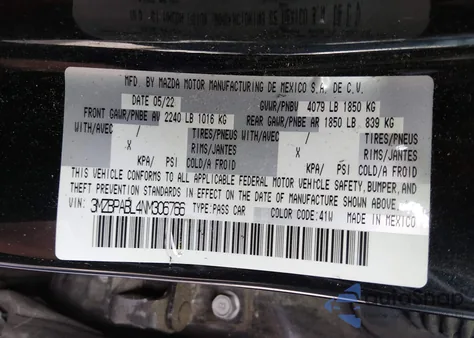 MFD. BY MAZDA MOTOR MANUFACTURING DE MEXICO S.A. DE C.V.
DATE 05/22 GVWR/PNBV 4079 LB 1850 KG
FRONT GAWR/PNBE AV 2240 LB 1016 KG REAR GAWR/PNBE AR 1850 LB. 839 KG
WITH/AVEC / TIRES/PNEUS WITH/AVEC / TIRES/PNEUS
X RIMS/JANTES X RIMS/JANTES
KPA/ PSI COLD/A FROID KPA/ PSI COLD/A FROID
THIS VEHICLE CONFORMS TO ALL APPLICABLE FEDERAL MOTOR VEHICLE SAFETY, BUMPER, AND
THEFT PREVENTION STANDARDS IN EFFECT ON THE DATE OF MANUFACTURE SHOWN ABOVE.
VIN: 3MZBPABL4NM306766 TYPE:PASS CAR COLOR CODE:41W MADE IN MEXICO
AutoSnap